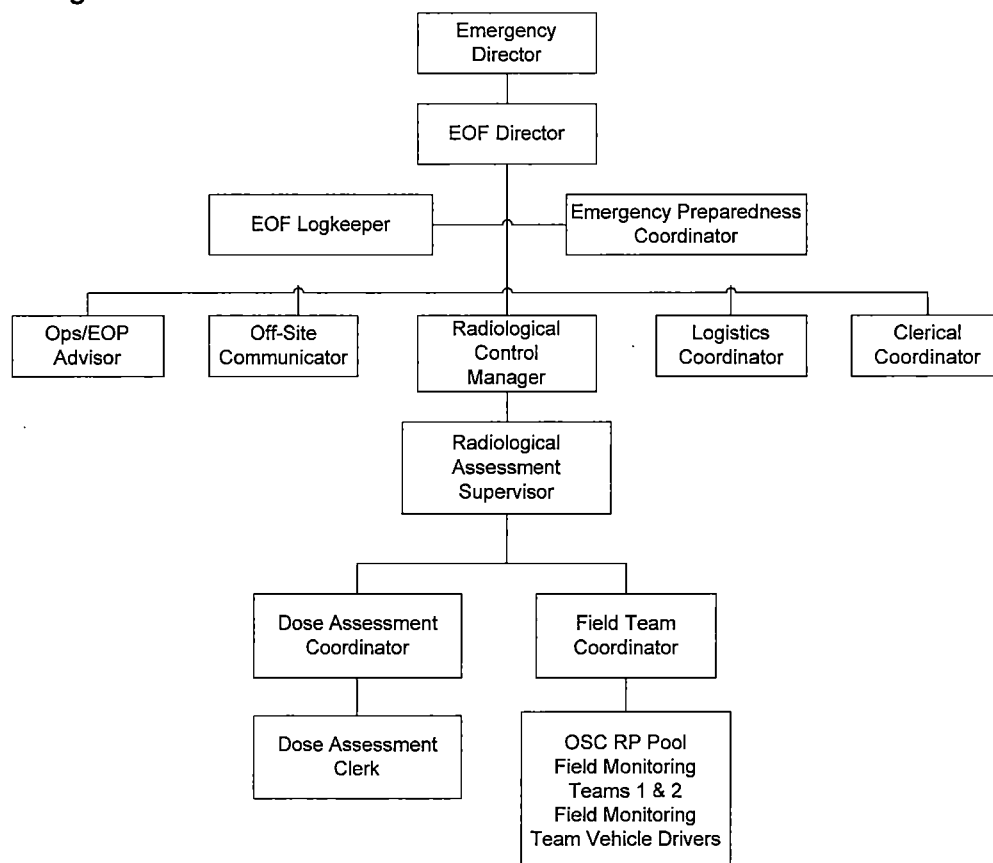 Emergency
Director
EOF Director
EOF Logkeeper
Emergency Preparedness
Coordinator
Ops/EOP
Advisor
Off-Site
Communicator
Radiological
Control
Manager
Logistics
Coordinator
Clerical
Coordinator
Radiological
Assessment
Supervisor
Dose Assessment
Coordinator
Field Team
Coordinator
Dose Assessment
Clerk
OSC RP Pool
Field Monitoring
Teams 1 & 2
Field Monitoring
Team Vehicle Drivers